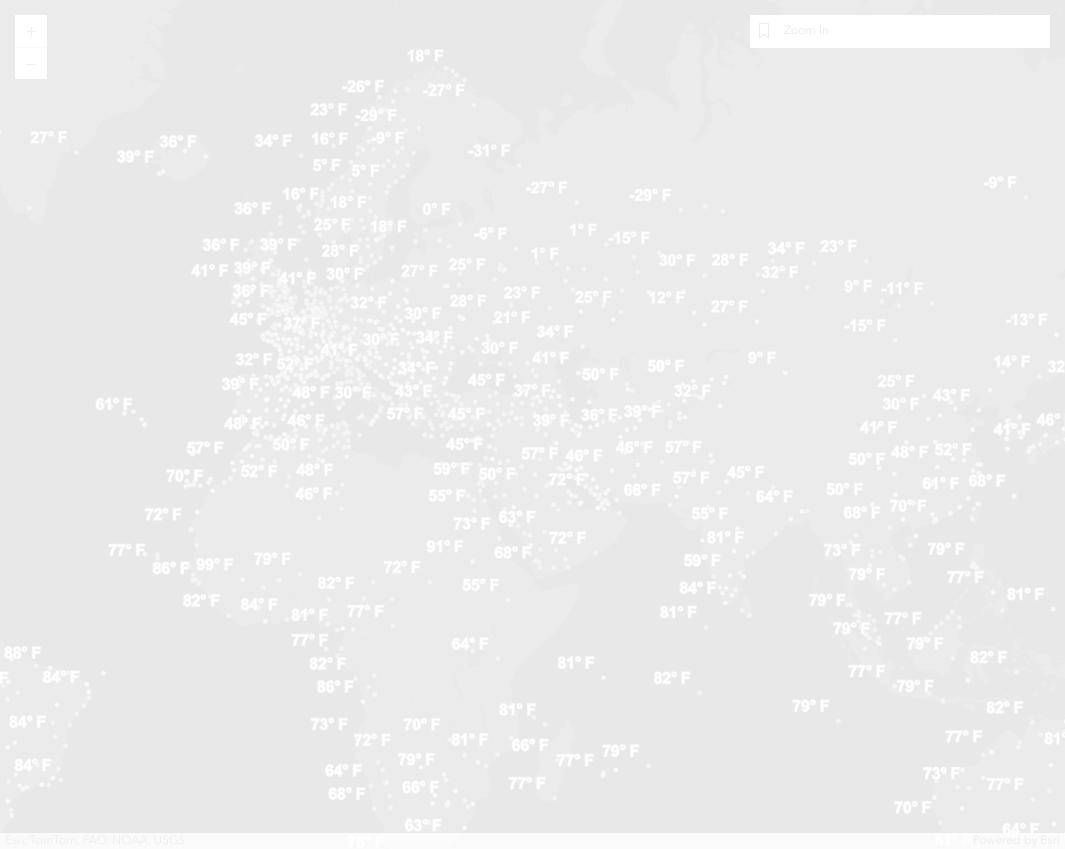 +
Zoom In
−
18° F
-26° F
-27° F
23° F
-29° F
27° F
36° F
34° F
16° F
-9° F
39° F
-31° F
5° F
5° F
-9° F
-27° F
16° F
-29° F
18° F
36° F
0° F
25° F
18° F
1° F
-6° F
-15° F
36° F
39° F
28° F
34° F
23° F
1° F
30° F
28° F
41° F
39° F
30° F
27° F
25° F
32° F
41° F
9° F
-11° F
36° F
32° F
28° F
23° F
25° F
12° F
27° F
45° F
37° F
30° F
21° F
-15° F
-13° F
30° F
34° F
34° F
41° F
30° F
32° F
52° F
41° F
9° F
14° F
34° F
50° F
50° F
32
39° F
45° F
25° F
48° F
30° F
43° F
37° F
32° F
43° F
61° F
30° F
57° F
45° F
36° F
39° F
48° F
46° F
39° F
41° F
41° F
46°
57° F
50° F
45° F
57° F
46° F
46° F
57° F
50° F
48° F
52° F
70° F
52° F
48° F
59° F
50° F
72° F
57° F
45° F
61° F
68° F
46° F
55° F
66° F
64° F
50° F
70° F
72° F
73° F
63° F
55° F
68° F
77° F
91° F
68° F
72° F
81° F
73° F
79° F
86° F
99° F
79° F
72° F
59° F
79° F
77° F
82° F
84° F
82° F
55° F
84° F
81° F
81° F
77° F
81° F
79° F
77° F
77° F
64° F
79° F
79° F
88° F
82° F
81° F
82° F
84° F
86° F
82° F
77° F
79° F
84° F
73° F
70° F
81° F
79° F
82° F
72° F
81° F
66° F
79° F
77° F
81°
84° F
64° F
79° F
77° F
73° F
77° F
68° F
66° F
77° F
70° F
63° F
64° F
Esri, TomTom, FAO, NOAA, USGS
Powered by Esri